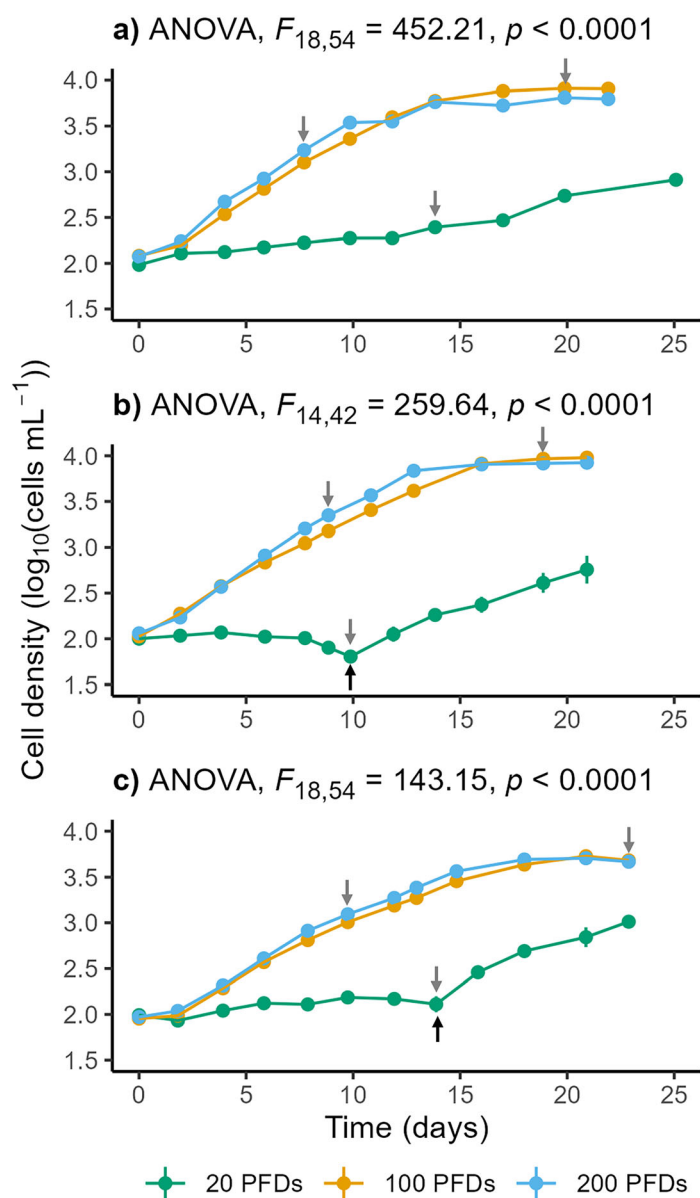 a) ANOVA, F18,54 = 452.21, p < 0.0001
4.0
3.5
3.0
2.5
2.0
1.5
0 5 10 15 20 25
b) ANOVA, F14,42 = 259.64, p < 0.0001
4.0
3.5
3.0
2.5
2.0
1.5
0 5 10 15 20 25
c) ANOVA, F18,54 = 143.15, p < 0.0001
4.0
3.5
3.0
2.5
2.0
1.5
0 5 10 15 20 25
Cell density (log10(cells mL−1))
Time (days)
20 PFDs 100 PFDs 200 PFDs